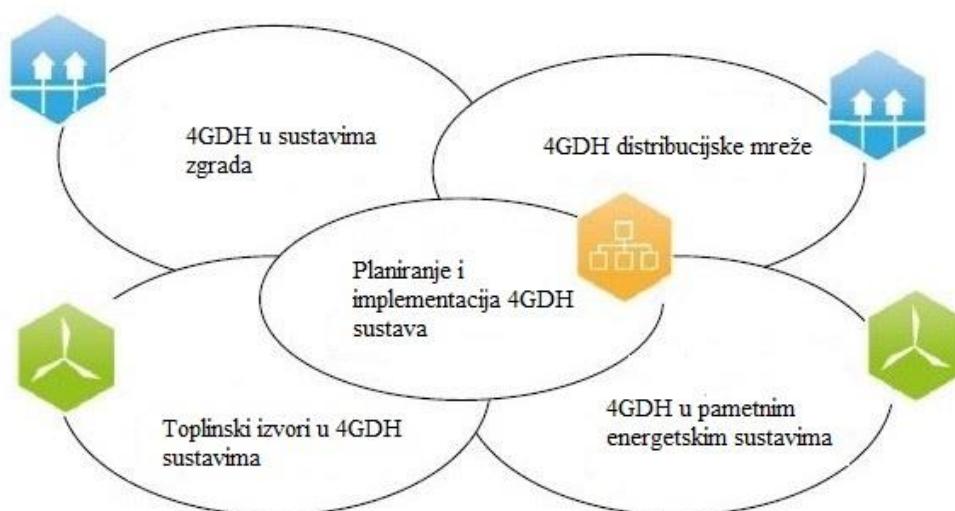 4GDH u sustavima
zgrada
4GDH distribucijske mreže
Planiranje i
implementacija 4GDH
sustava
Toplinski izvori u 4GDH
sustavima
4GDH u pametnim
energetskim sustavima